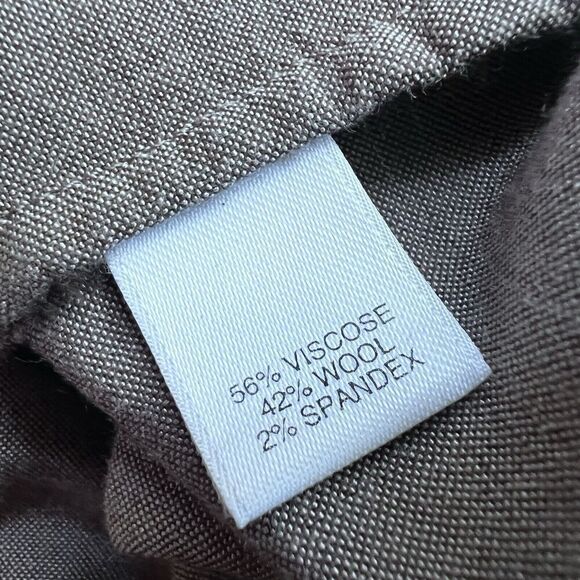 56% VISCOSE
42% WOOL
2% SPANDEX